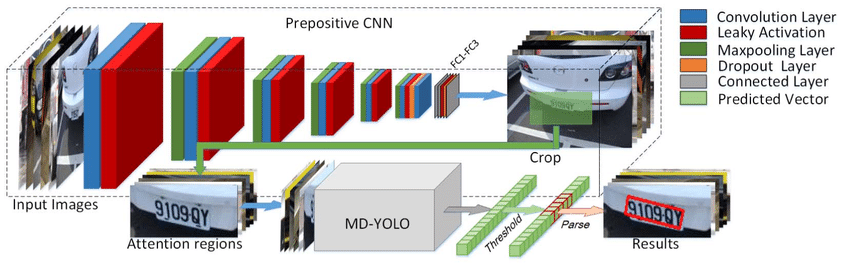 Prepositive CNN
Convolution Layer
Leaky Activation
Maxpooling Layer
Dropout Layer
Connected Layer
Predicted Vector
FC1-FC3
9109·QY
Crop
Input Images
9109·QY
Attention regions
MD-YOLO
Threshold
Parse
9109·QY
Results